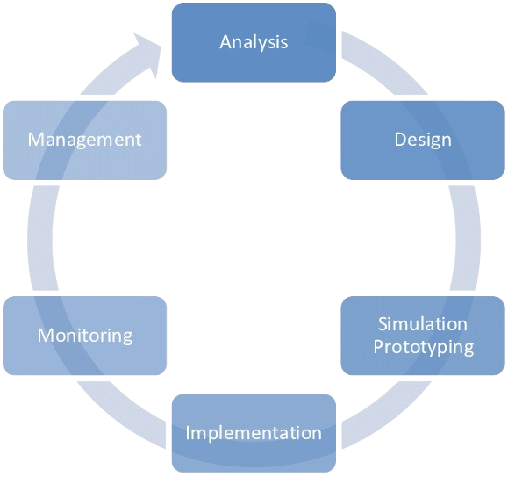 Analysis
Design
Simulation
Prototyping
Implementation
Monitoring
Management